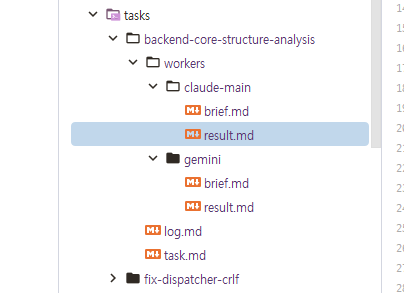 tasks
backend-core-structure-analysis
workers
claude-main
brief.md
result.md
gemini
brief.md
result.md
log.md
task.md
fix-dispatcher-crlf